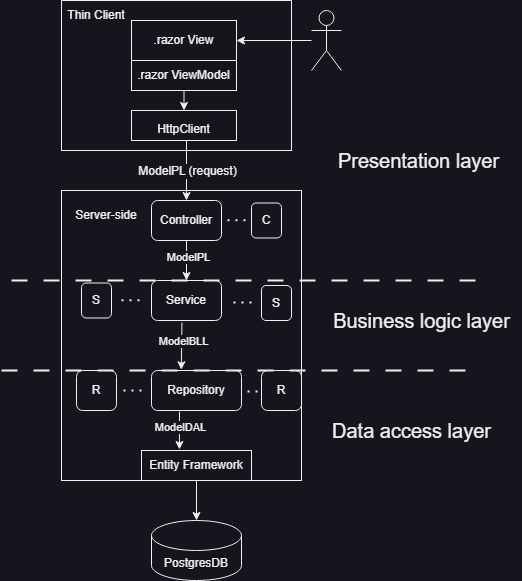 Thin Client
.razor View
.razor ViewModel
HttpClient
ModelPL (request)
Presentation layer
Server-side
Controller
C
ModelPL
S
Service
S
Business logic layer
ModelBLL
R
Repository
R
ModelDAL
Data access layer
Entity Framework
PostgresDB